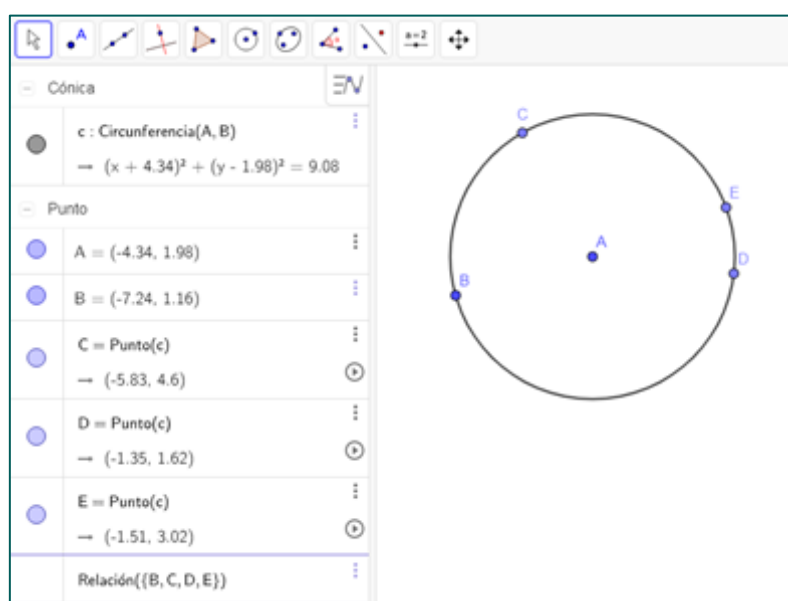 A
a=2
Cónica
c : Circunferencia(A, B)
→ (x + 4.34)² + (y - 1.98)² = 9.08
Punto
A = (-4.34, 1.98)
B = (-7.24, 1.16)
C = Punto(c)
→ (-5.83, 4.6)
D = Punto(c)
→ (-1.35, 1.62)
E = Punto(c)
→ (-1.51, 3.02)
Relación({B, C, D, E})
C
E
A
D
B